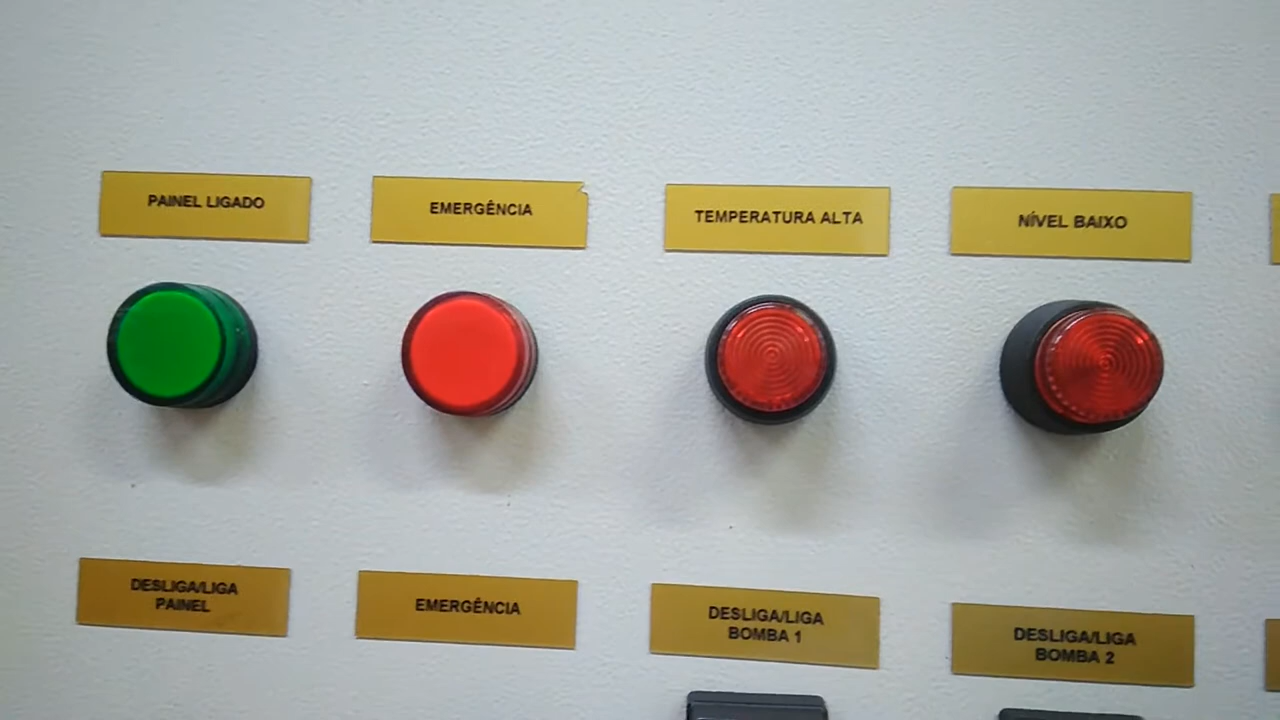 PAINEL LIGADO
EMERGÊNCIA
TEMPERATURA ALTA
NÍVEL BAIXO
DESLIGA/LIGA
PAINEL
EMERGÊNCIA
DESLIGA/LIGA
BOMBA 1
DESLIGA/LIGA
BOMBA 2